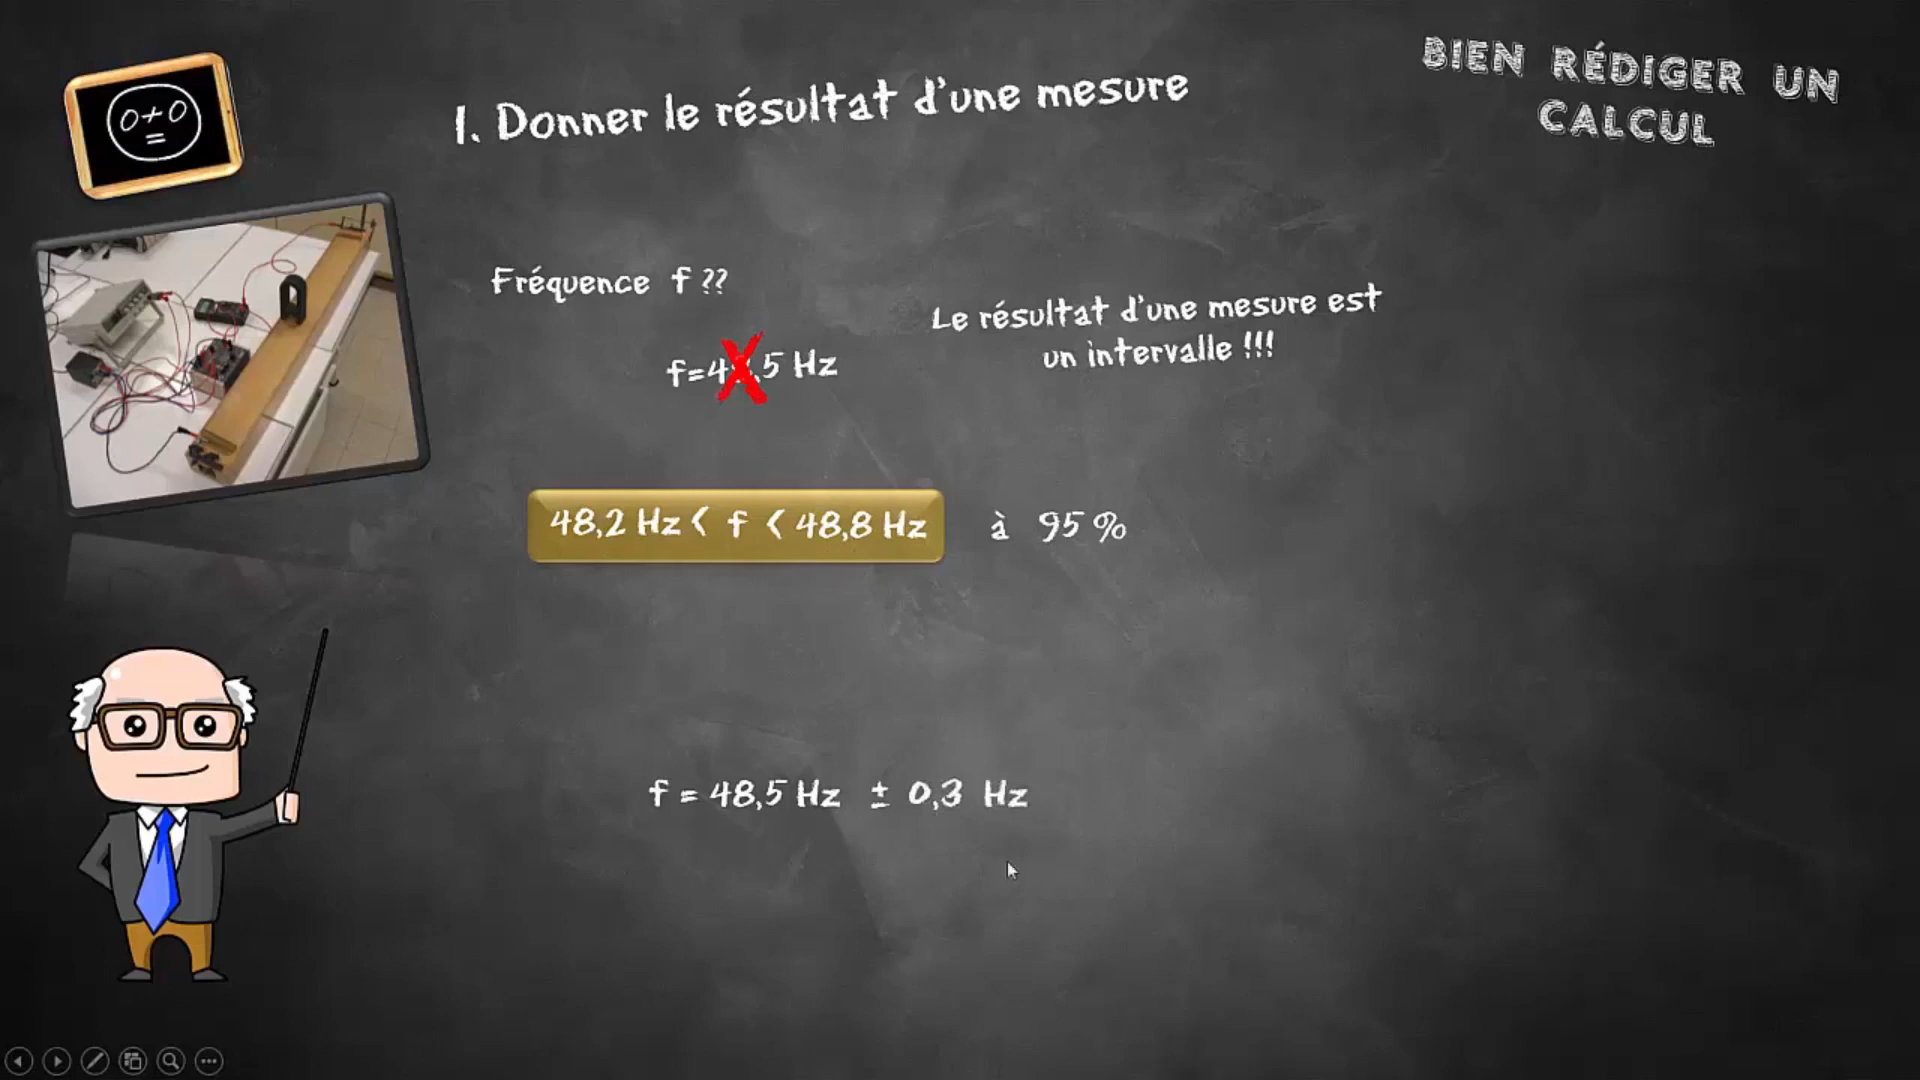 BIEN RÉDIGER UN
CALCUL
0+0
=
1. Donner le résultat d'une mesure
Fréquence f ??
Le résultat d'une mesure est
un intervalle !!!
Hz
48,2 Hz < f < 48,8 Hz à 95 %
f = 48,5 Hz ± 0,3 Hz